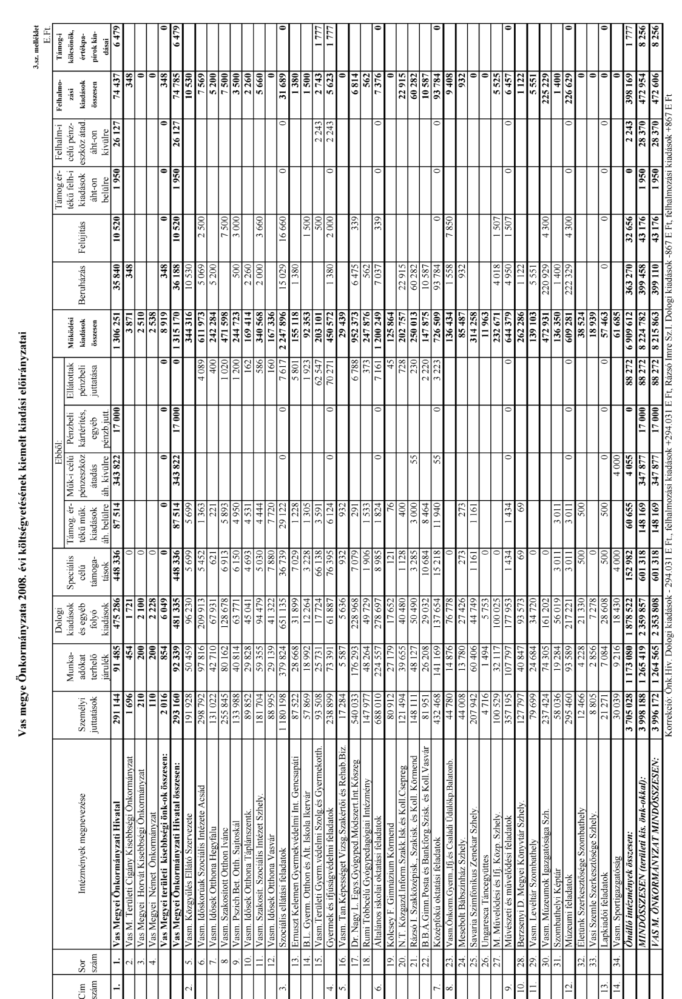 Vas megye Önkormányzata 2008. évi költségvetésének kiemelt kiadási előirányzatai
3.sz. melléklet
E.Ft.
Cím szám | Sor szám | Intézmények megnevezése | Személyi juttatások | Munkaadókat terhelő járulék | Dologi kiadások és egyéb folyó kiadások | Speciális célú támoga-tások | Ebből: Támog. ér-tékű műk. kiadások áh. belülre | Műk-i célú pénzeszköz átadás áh. kívülre | Pénzbeli kártérítés, egyéb pénzb.jutt. | Ellátottak pénzbeli juttatása | Működési kiadások összesen | Beruházás | Felújítás | Támog.ér-tékű felh-i kiadások áht-on belülre | Felhalm-i célú pénz-eszköz átad. áht-on kívülre | Felhalmo-zási kiadások összesen | Támog-i kölcsönök, értékpa-pírok kia-dásai
1. 1. Vas Megyei Önkormányzati Hivatal 291 144 91 485 475 286 448 336 87 514 343 822 17 000 1 306 251 35 840 10 520 1 950 26 127 74 437 6 479
2. Vas M. Területi Cigány Kisebbségi Önkormányzat 1 696 454 1 721 0 3 871 348 348
3. Vas Megyei Horvát Kisebbségi Önkormányzat 210 200 2 100 0 2 510 0
4. Vas Megyei Német Önkormányzat 110 200 2 228 0 2 538 0
Vas Megyei területi kisebbségi önk-ok összesen: 2 016 854 6 049 0 0 0 0 0 8 919 348 0 0 0 348 0
Vas Megyei Önkormányzati Hivatal összesen: 293 160 92 339 481 335 448 336 87 514 343 822 17 000 0 1 315 170 36 188 10 520 1 950 26 127 74 785 6 479
2. 5. Vasm. Közgyűlés Ellátó Szervezete 191 928 50 459 96 230 5 699 5 699 344 316 10 530 10 530
6. Vasm. Időskorúak Szociális Intézete Acsád 298 792 97 816 209 913 5 452 1 363 4 089 611 973 5 069 2 500 7 569
7. Vasm. Idősek Otthona Hegyfalu 131 022 42 710 67 931 621 221 400 242 284 5 200 5 200
8 Vasm. Szakosított Otthon Ivánc 255 845 80 162 128 678 6 913 5 893 1 020 471 598 7 500 7 500
9. Vasm. Pszich Bet. Otth. Sajtoskál 133 988 40 814 63 771 6 150 4 950 1 200 244 723 500 3 000 3 500
10. Vasm. Idősek Otthona Táplánszentk. 89 852 29 828 45 041 4 693 4 531 162 169 414 2 260 2 260
11. Vasm. Szakosit. Szociális Intézet Szhely. 181 704 59 355 94 479 5 030 4 444 586 340 568 2 000 3 660 5 660
12. Vasm. Idősek Otthona Vasvár 88 995 29 139 41 322 7 880 7 720 160 167 336 0
3. Szociális ellátási feladatok 1 180 198 379 824 651 135 36 739 29 122 0 0 7 617 2 247 896 15 029 16 660 0 0 31 689 0
13. Ernuszt Kelemen Gyermekvédelmi Int. Gencsapáti 87 522 28 668 31 899 7 029 1 228 5 801 155 118 1 380 1 380
14. B.L. Gyerm. Otthon és Ált. Iskola Ikervár 57 869 18 992 12 264 3 228 1 305 1 923 92 353 1 500 1 500
15. Vasm.Területi Gyerm.védelmi Szolg.és Gyermekotth. 93 508 25 731 17 724 66 138 3 591 62 547 203 101 500 2 243 2 743 1 777
4. Gyermek és ifjuságvédelmi feladatok 238 899 73 391 61 887 76 395 6 124 0 0 70 271 450 572 1 380 2 000 0 2 243 5 623 1 777
5. 16. Vasm. Tan.Képességet Vizsg.Szakértői és Rehab.Biz. 17 284 5 587 5 636 932 932 29 439 0
17. Dr. Nagy L. Egys Gyógyped.Módszert.Int.Kőszeg 540 033 176 293 228 968 7 079 291 6 788 952 373 6 475 339 6 814
18. Rumi Többcélú Gyógypedagógiai Intézmény 147 977 48 264 49 729 1 906 1 533 373 247 876 562 562
6. Általános iskolai oktatási feladatok 688 010 224 557 278 697 8 985 1 824 0 0 7 161 1 200 249 7 037 339 0 0 7 376 0
19. Kölcsey F. Gimnázium Körmend 80 912 27 179 17 652 121 76 45 125 864 0
20. N.T. Közgazd.Inform.Szakk.Isk.és Koll.Csepreg 121 494 39 655 40 480 1 128 400 728 202 757 22 915 22 915
21. Rázsó I. Szakközépisk., Szakisk.és Koll. Körmend 148 111 48 127 50 490 3 285 3 000 55 230 250 013 60 282 60 282
22. B.B.Á.Gimn.Posta és Bankforg.Szisk. és Koll.Vasvár 81 951 26 208 29 032 10 684 8 464 2 220 147 875 10 587 10 587
7. Középfokú oktatási feladatok 432 468 141 169 137 654 15 218 11 940 55 0 3 223 726 509 93 784 0 0 0 93 784 0
8. 23. Vasm.Önkorm.Gyerm.,Ifj.és Családi Üdülőkp.Balatonb. 44 780 14 876 76 778 0 136 434 1 558 7 850 9 408
24. Mesebolt Bábszínház Szhely. 44 008 13 780 27 426 273 273 85 487 932 932
25. Savaria Szimfónikus Zenekar Szhely. 207 942 60 406 44 749 1 161 1 161 314 258 0
26. Ungaresca Táncegyüttes 4 716 1 494 5 753 0 11 963 0
27. M. Művelődési és Ifj. Közp. Szhely. 100 529 32 117 100 025 0 232 671 4 018 1 507 5 525
9. Művészeti és művelődési feladatok 357 195 107 797 177 953 1 434 1 434 0 0 0 644 379 4 950 1 507 0 0 6 457 0
10. 28. Berzsenyi D. Megyei Könyvtár Szhely. 127 797 40 847 93 573 69 69 262 286 1 122 1 122
11. 29. Vasm. Levéltár Szombathely 79 699 24 684 34 720 0 139 103 5 551 5 551
30. Vasm. Múzeumok Igazgatósága Szh. 237 424 74 305 161 202 472 931 220 929 4 300 225 229
31. Szombathelyi Képtár 58 036 19 284 56 019 3 011 3 011 136 350 1 400 1 400
12. Múzeumi feladatok 295 460 93 589 217 221 3 011 3 011 0 0 0 609 281 222 329 4 300 0 0 226 629 0
32. Életünk Szerkesztősége Szombathely 12 466 4 228 21 330 500 500 38 524 0
33. Vasi Szemle Szerkesztősége Szhely. 8 805 2 856 7 278 0 18 939 0
13. Lapkiadói feladatok 21 271 7 084 28 608 500 500 0 0 0 57 463 0 0 0 0 0 0
14. 34. Vasm. Sportigazgatóság 30 039 9 216 18 430 4 000 4 000 61 685 0
Önálló intézmények összesen: 3 705 028 1 173 080 1 878 522 152 982 60 655 4 055 0 88 272 6 909 612 363 270 32 656 0 2 243 398 169 1 777
MINDÖSSZESEN (területi kis. önk-okkal): 3 998 188 1 265 419 2 359 857 601 318 148 169 347 877 17 000 88 272 8 224 782 399 458 43 176 1 950 28 370 472 954 8 256
VAS M. ÖNKORMÁNYZAT MINDÖSSZESEN: 3 996 172 1 264 565 2 353 808 601 318 148 169 347 877 17 000 88 272 8 215 863 399 110 43 176 1 950 28 370 472 606 8 256
Korrekció: Önk.Hiv. Dologi kiadások - 294.031 E Ft., felhalmozási kiadások +294.031 E Ft, Rázsó Imre Sz.I. Dologi kiadások -867 E Ft, felhalmozási kiadások +867 E Ft